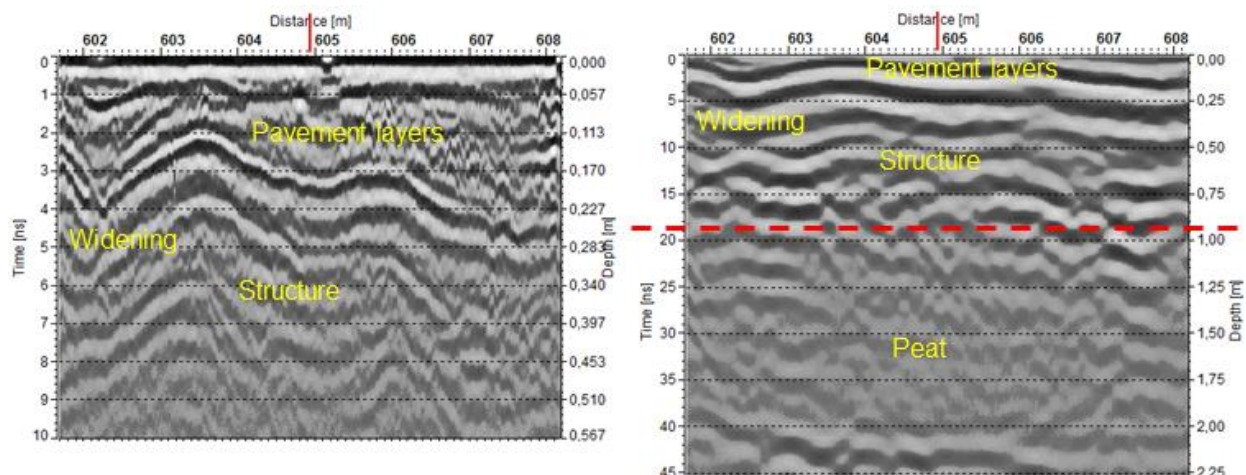 Distance [m]
602 603 604 605 606 607 608
0 0,000
1 0,057
Pavement layers
2 0,113
3 0,170
4 0,227
Widening
5 0,283
Structure
6 0,340
7 0,397
8 0,453
9 0,510
10 0,567
Time [ns]
Depth [m]
Distance [m]
602 603 604 605 606 607 608
0 0,00
Pavement layers
5 0,25
Widening
10 0,50
Structure
15 0,75
20 1,00
25 1,25
30 1,50
Peat
35 1,75
40 2,00
45 2,25
Time [ns]
Depth [m]